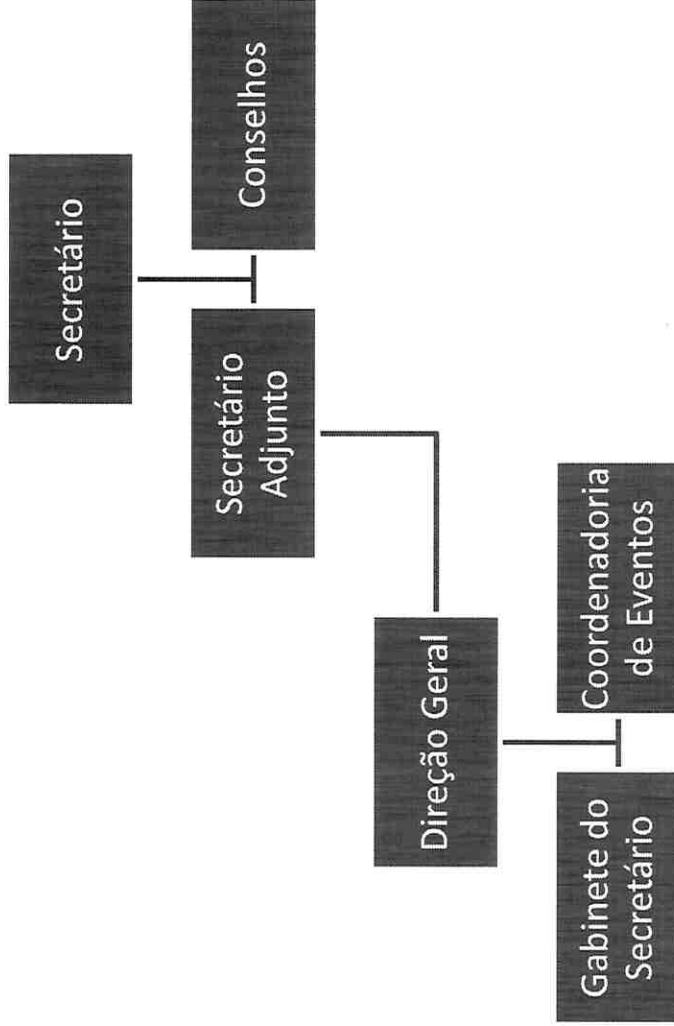 Secretário
Secretário
Adjunto
Conselhos
Direção Geral
Gabinete do
Secretário
Coordenadoria
de Eventos